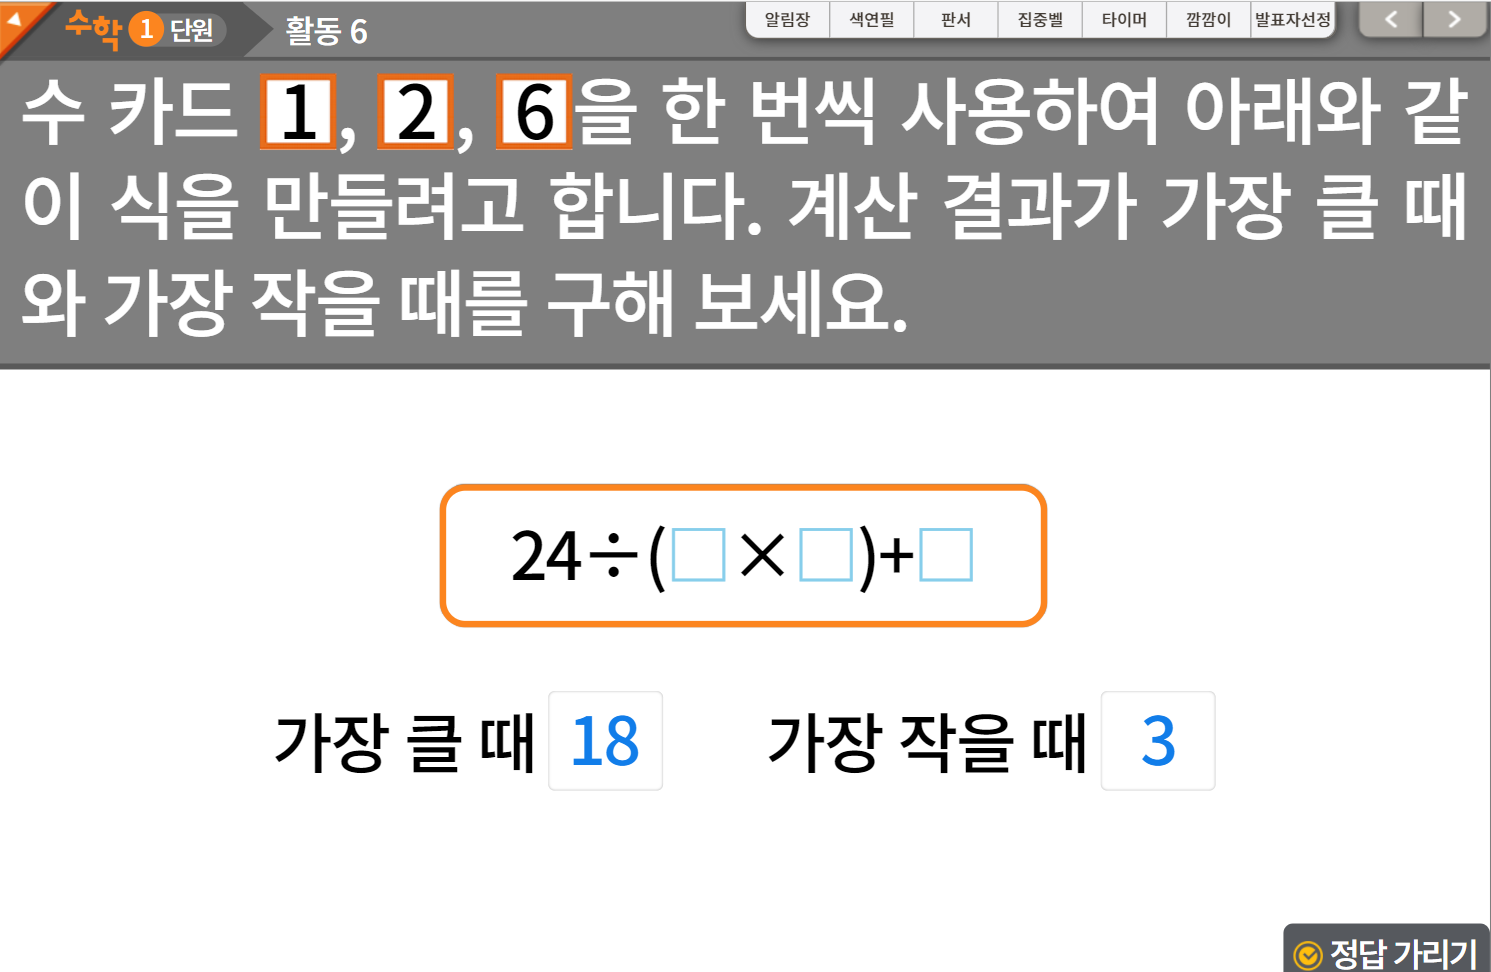 수학 1 단원 활동 6
알림장 색연필 판서 집중벨 타이머 깜깜이 발표자선정
수 카드 1, 2, 6을 한 번씩 사용하여 아래와 같
이 식을 만들려고 합니다. 계산 결과가 가장 클 때
와 가장 작을 때를 구해 보세요.
24÷(□×□)+□
가장 클 때 18 가장 작을 때 3
정답 가리기